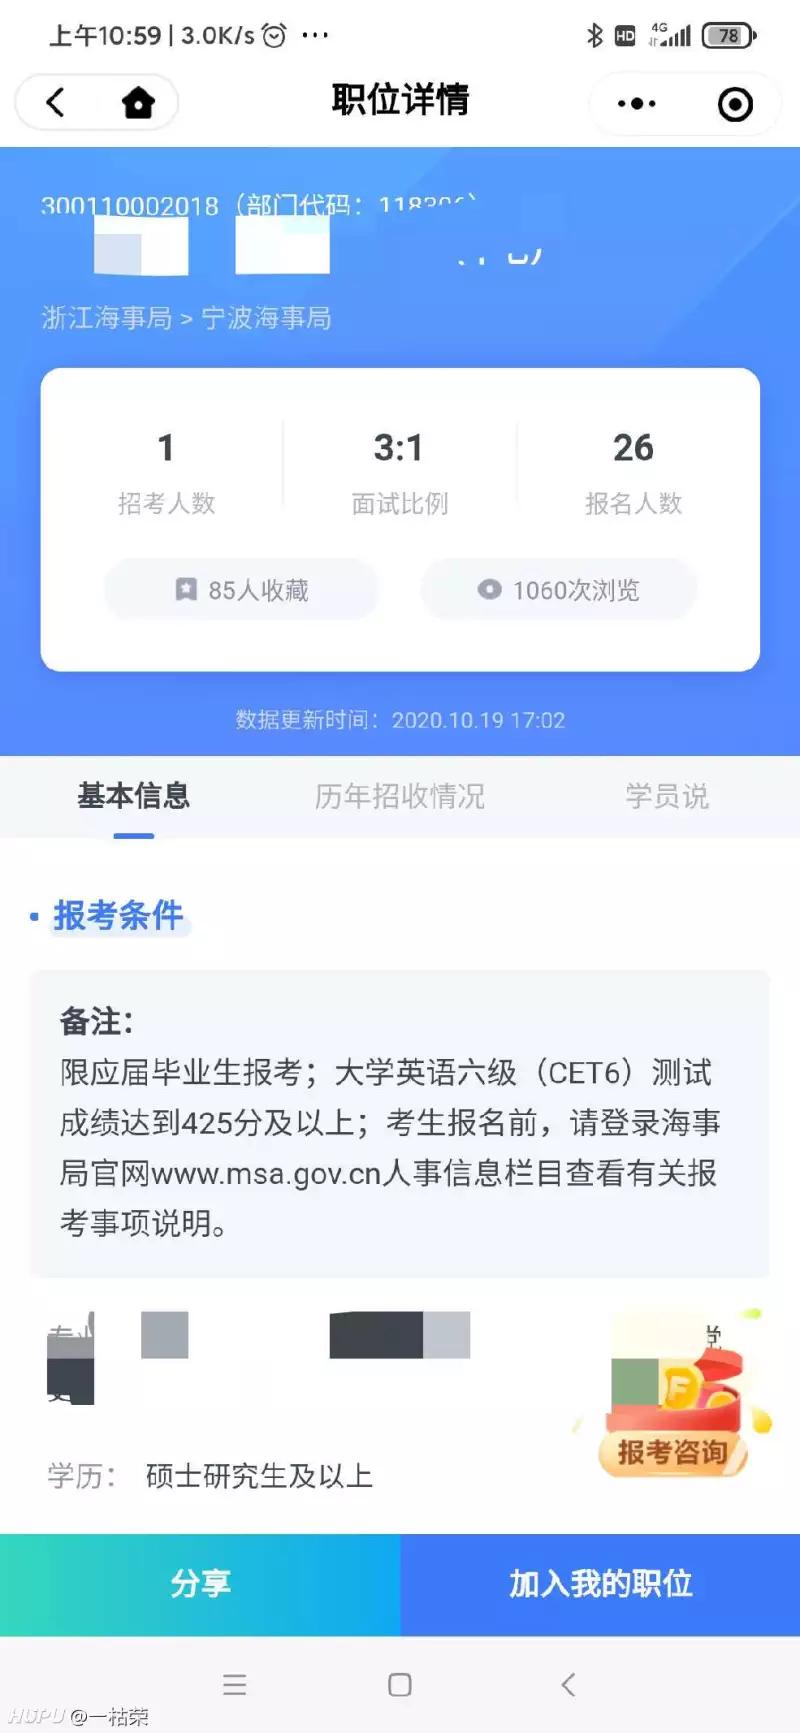 上午10:59 | 3.0K/s ...
HD 4G 78
职位详情
300110002018（部门代码：118
浙江海事局 > 宁波海事局
1 3:1 26
招考人数 面试比例 报名人数
85人收藏 1060次浏览
数据更新时间：2020.10.19 17:02
基本信息 历年招收情况 学员说
报考条件
备注：
限应届毕业生报考；大学英语六级（CET6）测试
成绩达到425分及以上；考生报名前，请登录海事
局官网www.msa.gov.cn人事信息栏目查看有关报
考事项说明。
报考咨询
学历： 硕士研究生及以上
分享 加入我的职位
HUPU @一枯荣